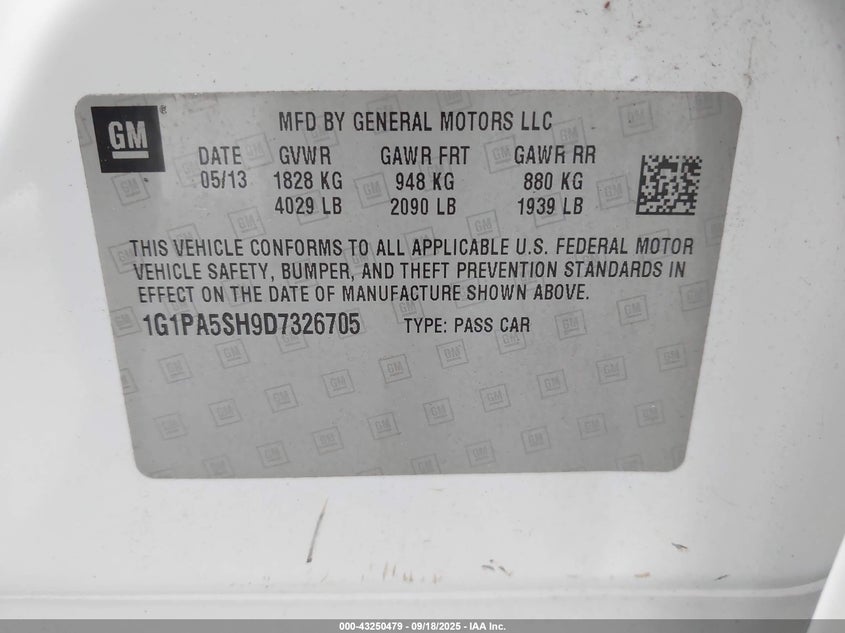 GM ®
MFD BY GENERAL MOTORS LLC
DATE GVWR GAWR FRT GAWR RR
05/13 1828 KG 948 KG 880 KG
4029 LB 2090 LB 1939 LB
THIS VEHICLE CONFORMS TO ALL APPLICABLE U.S. FEDERAL MOTOR
VEHICLE SAFETY, BUMPER, AND THEFT PREVENTION STANDARDS IN
EFFECT ON THE DATE OF MANUFACTURE SHOWN ABOVE.
1G1PA5SH9D7326705 TYPE: PASS CAR
000-43250479 - 09/18/2025 - IAA Inc.